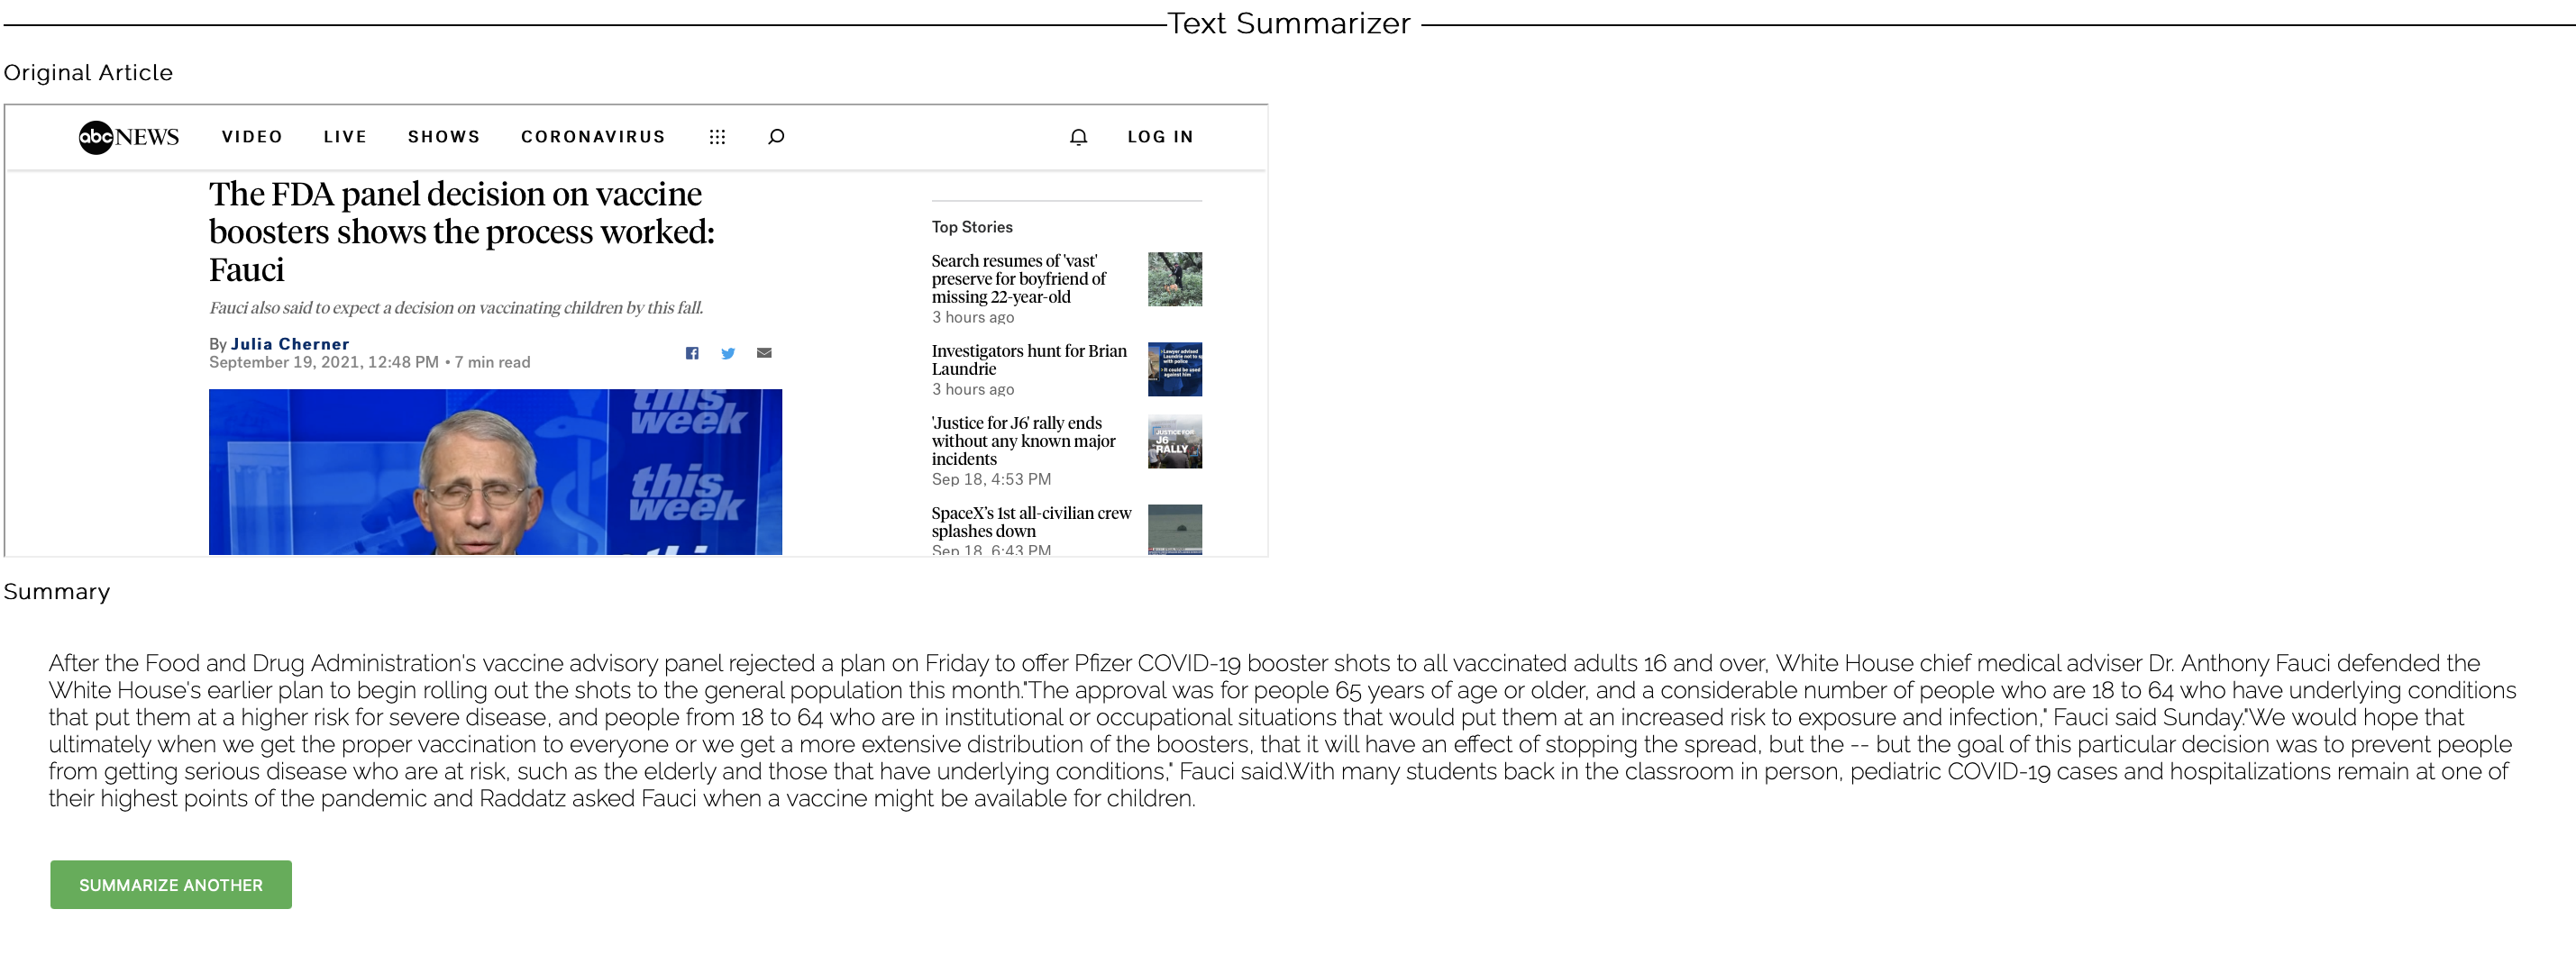 Text Summarizer
Original Article
abc NEWS VIDEO LIVE SHOWS CORONAVIRUS LOG IN
The FDA panel decision on vaccine
boosters shows the process worked:
Fauci
Fauci also said to expect a decision on vaccinating children by this fall.
By Julia Cherner
September 19, 2021, 12:48 PM • 7 min read
this
week
this
week
Top Stories
Search resumes of 'vast'
preserve for boyfriend of
missing 22-year-old
3 hours ago
Investigators hunt for Brian
Laundrie
3 hours ago
Lawyer advised
Laundrie not to
with police
It could be used
against him
'Justice for J6' rally ends
without any known major
incidents
Sep 18, 4:53 PM
JUSTICE FOR
J6
RALLY
SpaceX's 1st all-civilian crew
splashes down
Sep 18, 6:43 PM
Summary
After the Food and Drug Administration's vaccine advisory panel rejected a plan on Friday to offer Pfizer COVID-19 booster shots to all vaccinated adults 16 and over, White House chief medical adviser Dr. Anthony Fauci defended the
White House's earlier plan to begin rolling out the shots to the general population this month."The approval was for people 65 years of age or older, and a considerable number of people who are 18 to 64 who have underlying conditions
that put them at a higher risk for severe disease, and people from 18 to 64 who are in institutional or occupational situations that would put them at an increased risk to exposure and infection," Fauci said Sunday."We would hope that
ultimately when we get the proper vaccination to everyone or we get a more extensive distribution of the boosters, that it will have an effect of stopping the spread, but the -- but the goal of this particular decision was to prevent people
from getting serious disease who are at risk, such as the elderly and those that have underlying conditions," Fauci said.With many students back in the classroom in person, pediatric COVID-19 cases and hospitalizations remain at one of
their highest points of the pandemic and Raddatz asked Fauci when a vaccine might be available for children.
SUMMARIZE ANOTHER